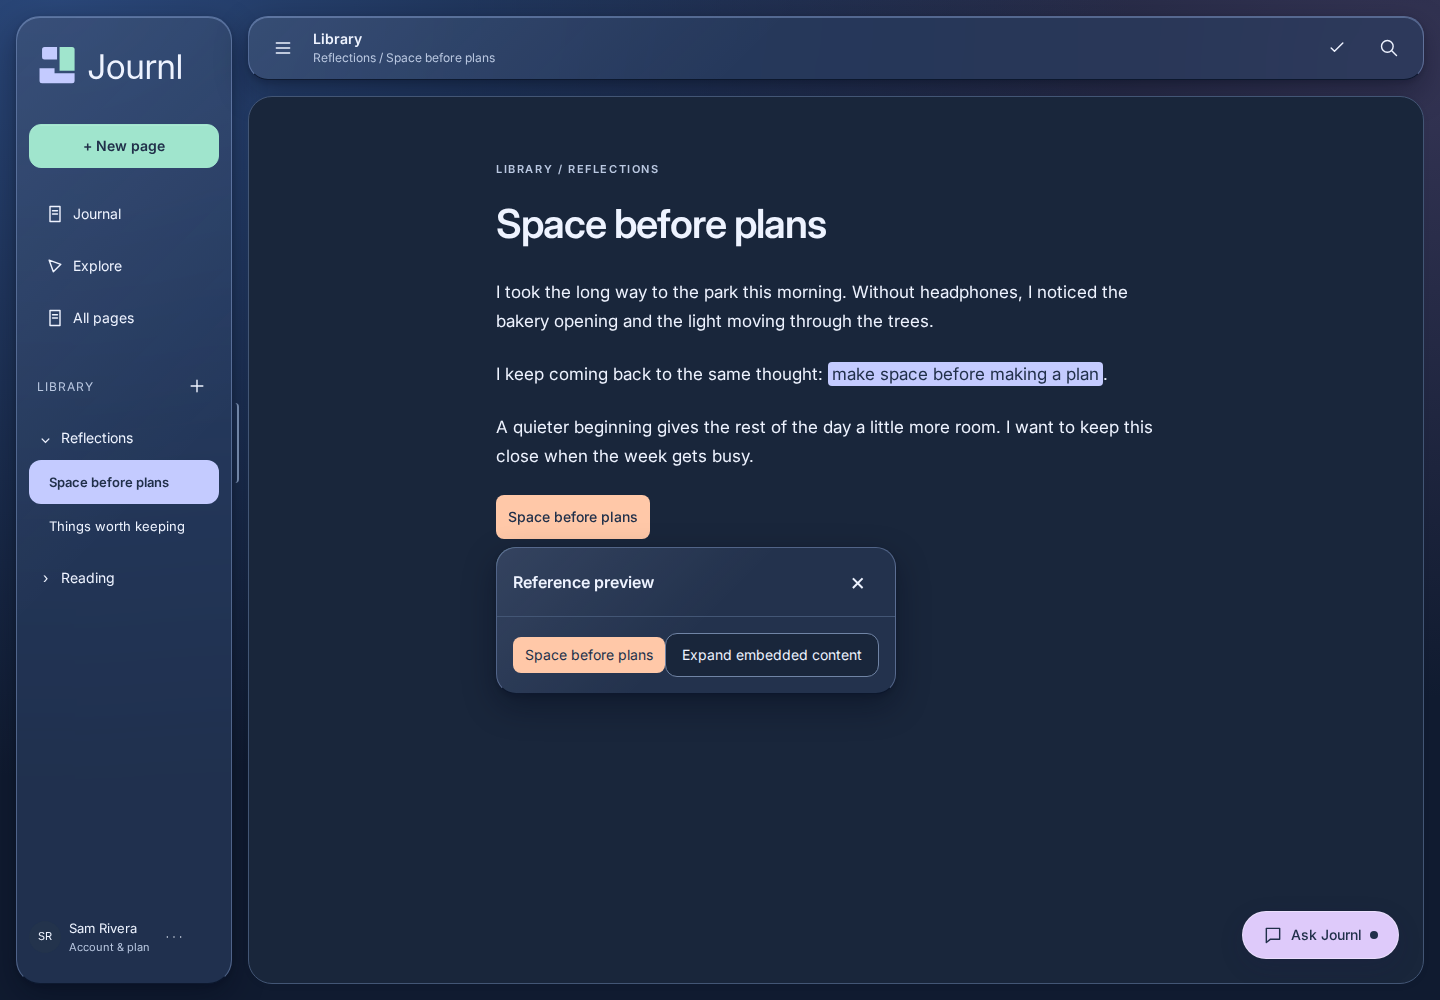 Journl
+ New page
Journal
Explore
All pages
LIBRARY
Reflections
Space before plans
Things worth keeping
Reading
SR
Sam Rivera
Account & plan
...
Library
Reflections / Space before plans
LIBRARY / REFLECTIONS
Space before plans
I took the long way to the park this morning. Without headphones, I noticed the
bakery opening and the light moving through the trees.
I keep coming back to the same thought: make space before making a plan.
A quieter beginning gives the rest of the day a little more room. I want to keep this
close when the week gets busy.
Space before plans
Reference preview
Space before plans
Expand embedded content
Ask Journl